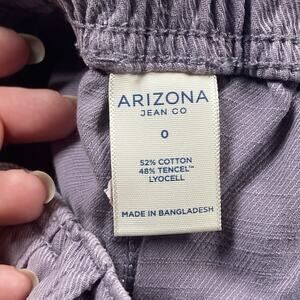 ARIZONA
JEAN CO
0
52% COTTON
48% TENCEL™
LYOCELL
MADE IN BANGLADESH